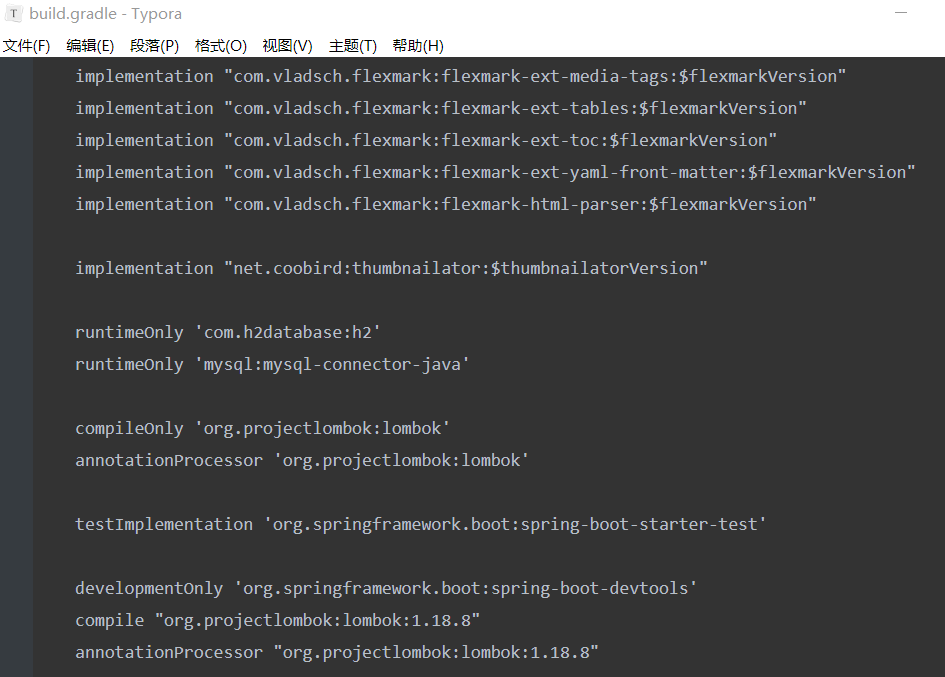 T build.gradle - Typora
文件(F) 编辑(E) 段落(P) 格式(O) 视图(V) 主题(T) 帮助(H)
implementation "com.vladsch.flexmark:flexmark-ext-media-tags:$flexmarkVersion"
implementation "com.vladsch.flexmark:flexmark-ext-tables:$flexmarkVersion"
implementation "com.vladsch.flexmark:flexmark-ext-toc:$flexmarkVersion"
implementation "com.vladsch.flexmark:flexmark-ext-yaml-front-matter:$flexmarkVersion"
implementation "com.vladsch.flexmark:flexmark-html-parser:$flexmarkVersion"
implementation "net.coobird:thumbnailator:$thumbnailatorVersion"
runtimeOnly 'com.h2database:h2'
runtimeOnly 'mysql:mysql-connector-java'
compileOnly 'org.projectlombok:lombok'
annotationProcessor 'org.projectlombok:lombok'
testImplementation 'org.springframework.boot:spring-boot-starter-test'
developmentOnly 'org.springframework.boot:spring-boot-devtools'
compile "org.projectlombok:lombok:1.18.8"
annotationProcessor "org.projectlombok:lombok:1.18.8"